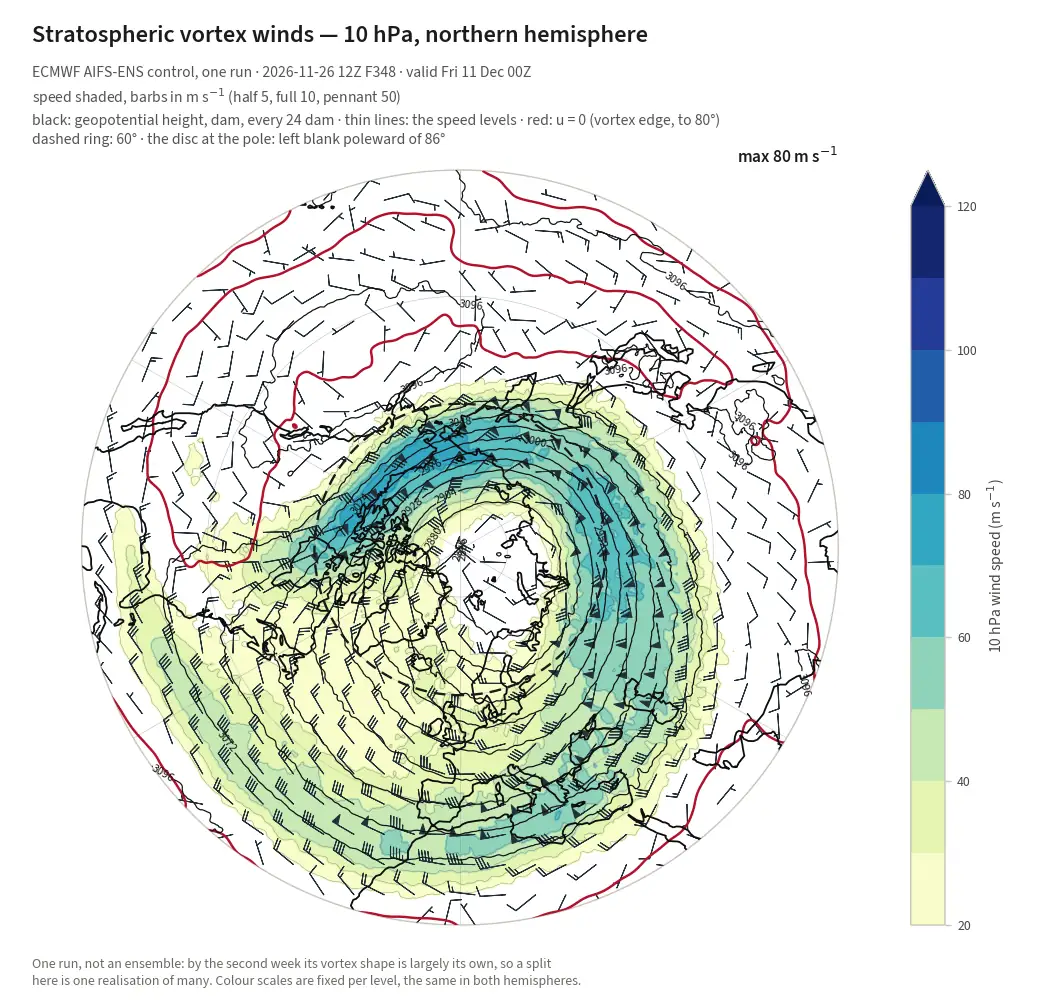 Stratospheric vortex winds — 10 hPa, northern hemisphere
ECMWF AIFS-ENS control, one run · 2026-11-26 12Z F348 · valid Fri 11 Dec 00Z
speed shaded, barbs in m s⁻¹ (half 5, full 10, pennant 50)
black: geopotential height, dam, every 24 dam · thin lines: the speed levels · red: u = 0 (vortex edge, to 80°)
dashed ring: 60° · the disc at the pole: left blank poleward of 86°
max 80 m s⁻¹
120
100
80
60
40
20
10 hPa wind speed (m s⁻¹)
3096
3096
3096
3096
3096
3096
3096
3096
3072
2904
2928
2880
One run, not an ensemble: by the second week its vortex shape is largely its own, so a split
here is one realisation of many. Colour scales are fixed per level, the same in both hemispheres.